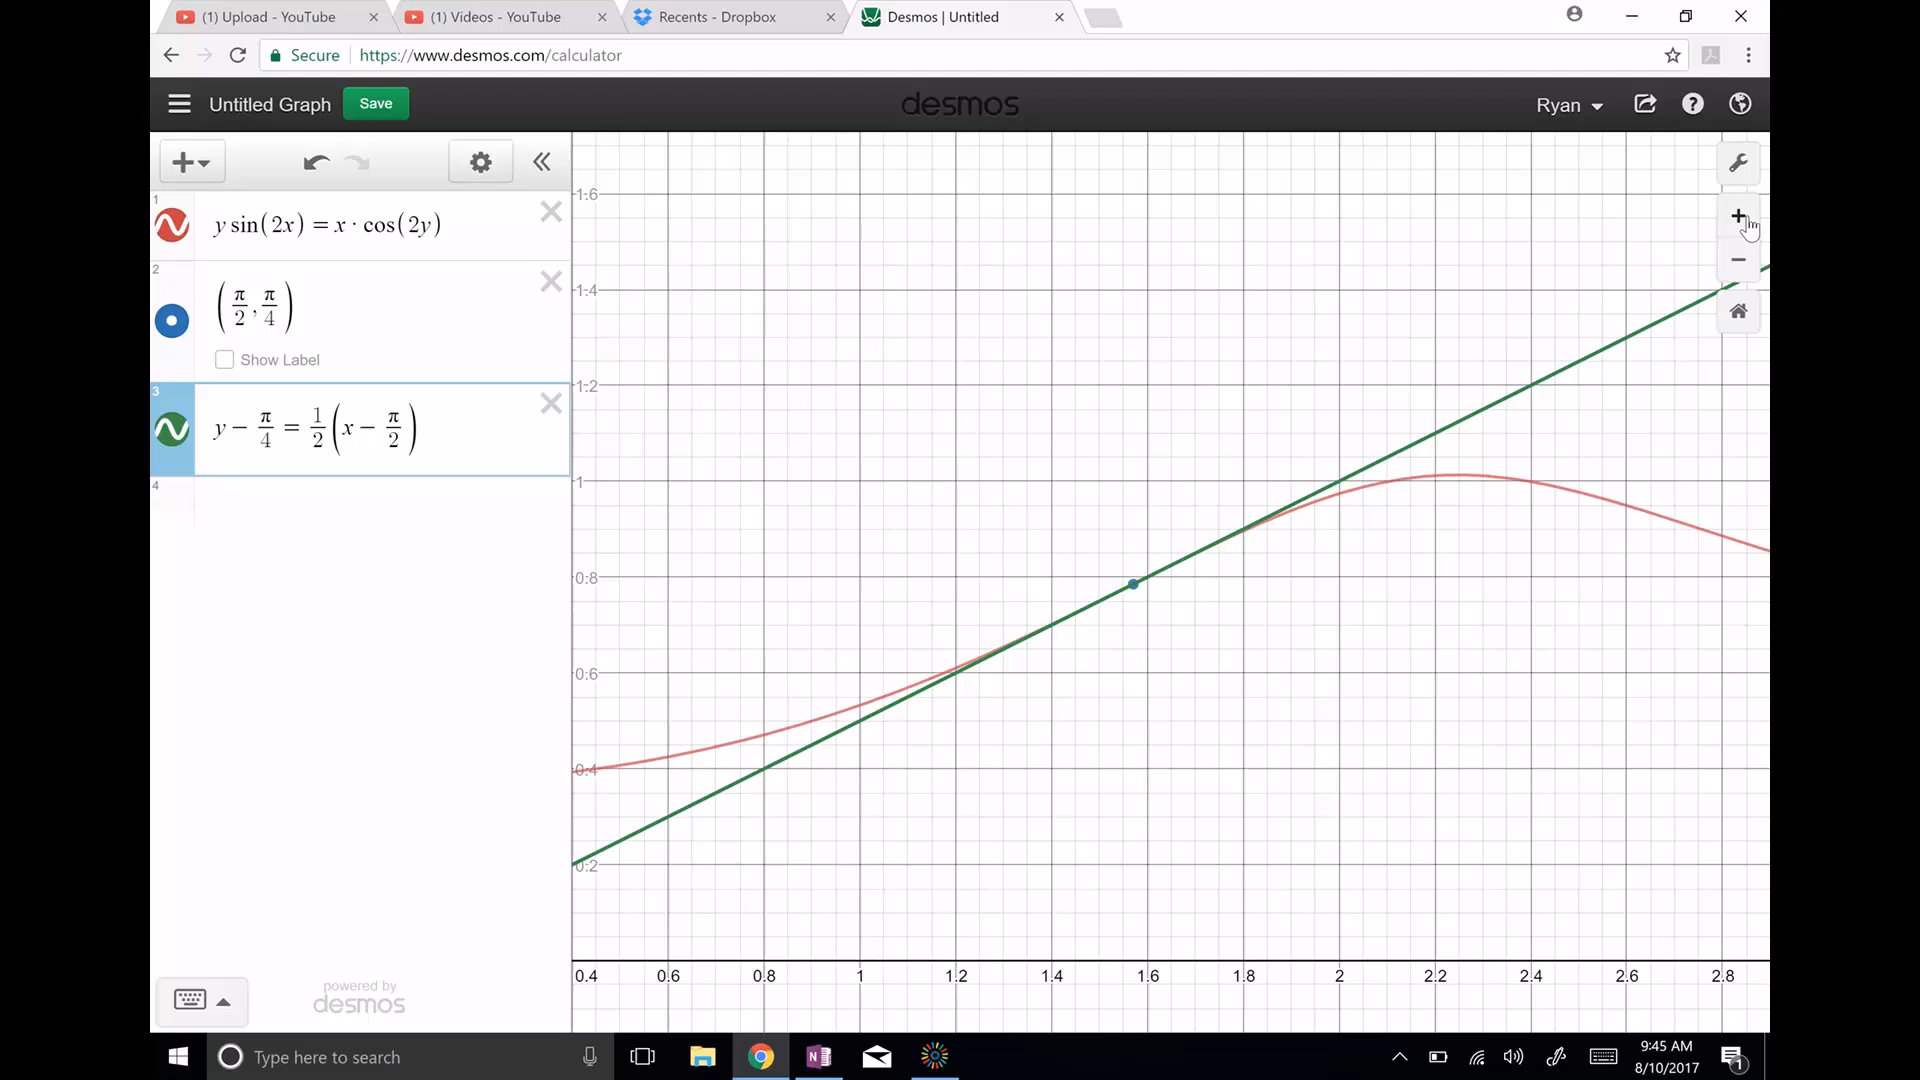 (1) Upload - YouTube
(1) Videos - YouTube
Recents - Dropbox
Desmos | Untitled
Secure
https://www.desmos.com/calculator
Untitled Graph
Save
desmos
Ryan
1
y sin(2x) = x · cos(2y)
2
(π/2, π/4)
Show Label
3
y − π/4 = 1/2 (x − π/2)
4
powered by
desmos
1.6
1.4
1.2
1
0.8
0.6
0.4
0.2
0.4 0.6 0.8 1 1.2 1.4 1.6 1.8 2 2.2 2.4 2.6 2.8
Type here to search
9:45 AM
8/10/2017
1